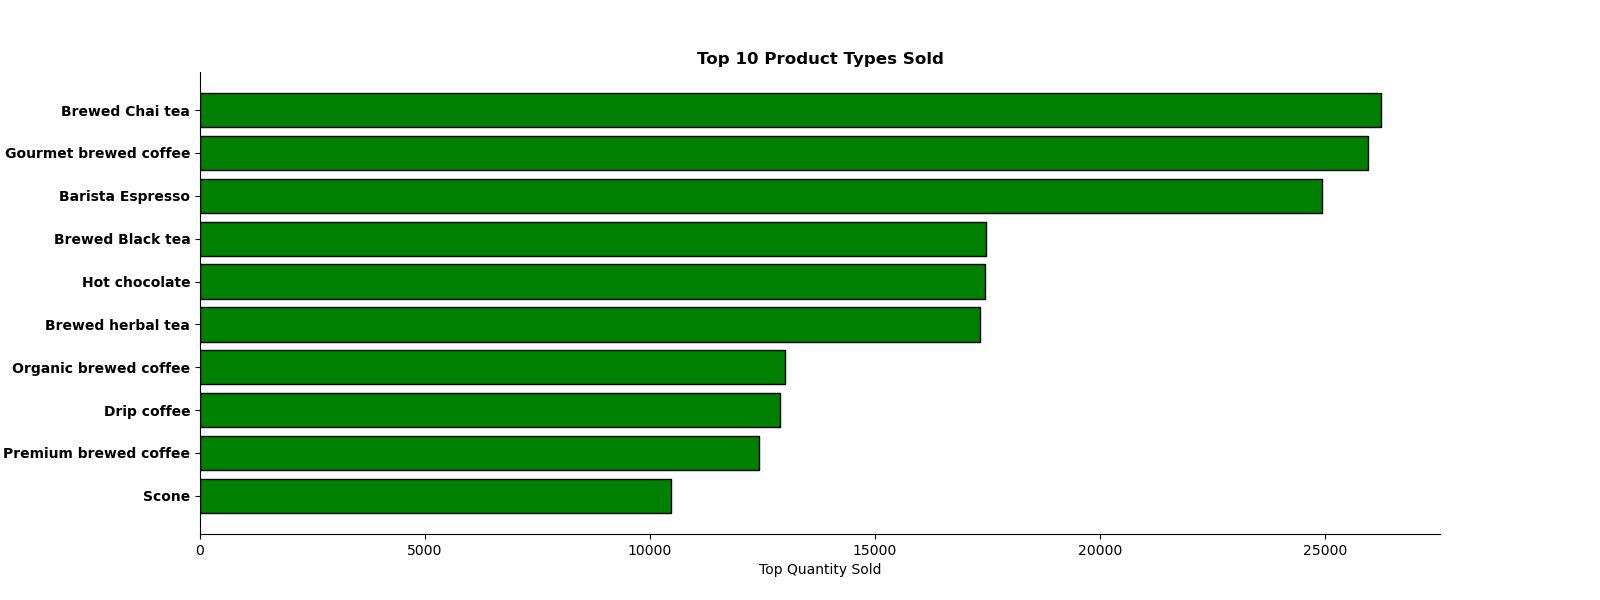 Top 10 Product Types Sold
Brewed Chai tea
Gourmet brewed coffee
Barista Espresso
Brewed Black tea
Hot chocolate
Brewed herbal tea
Organic brewed coffee
Drip coffee
Premium brewed coffee
Scone
0 5000 10000 15000 20000 25000
Top Quantity Sold